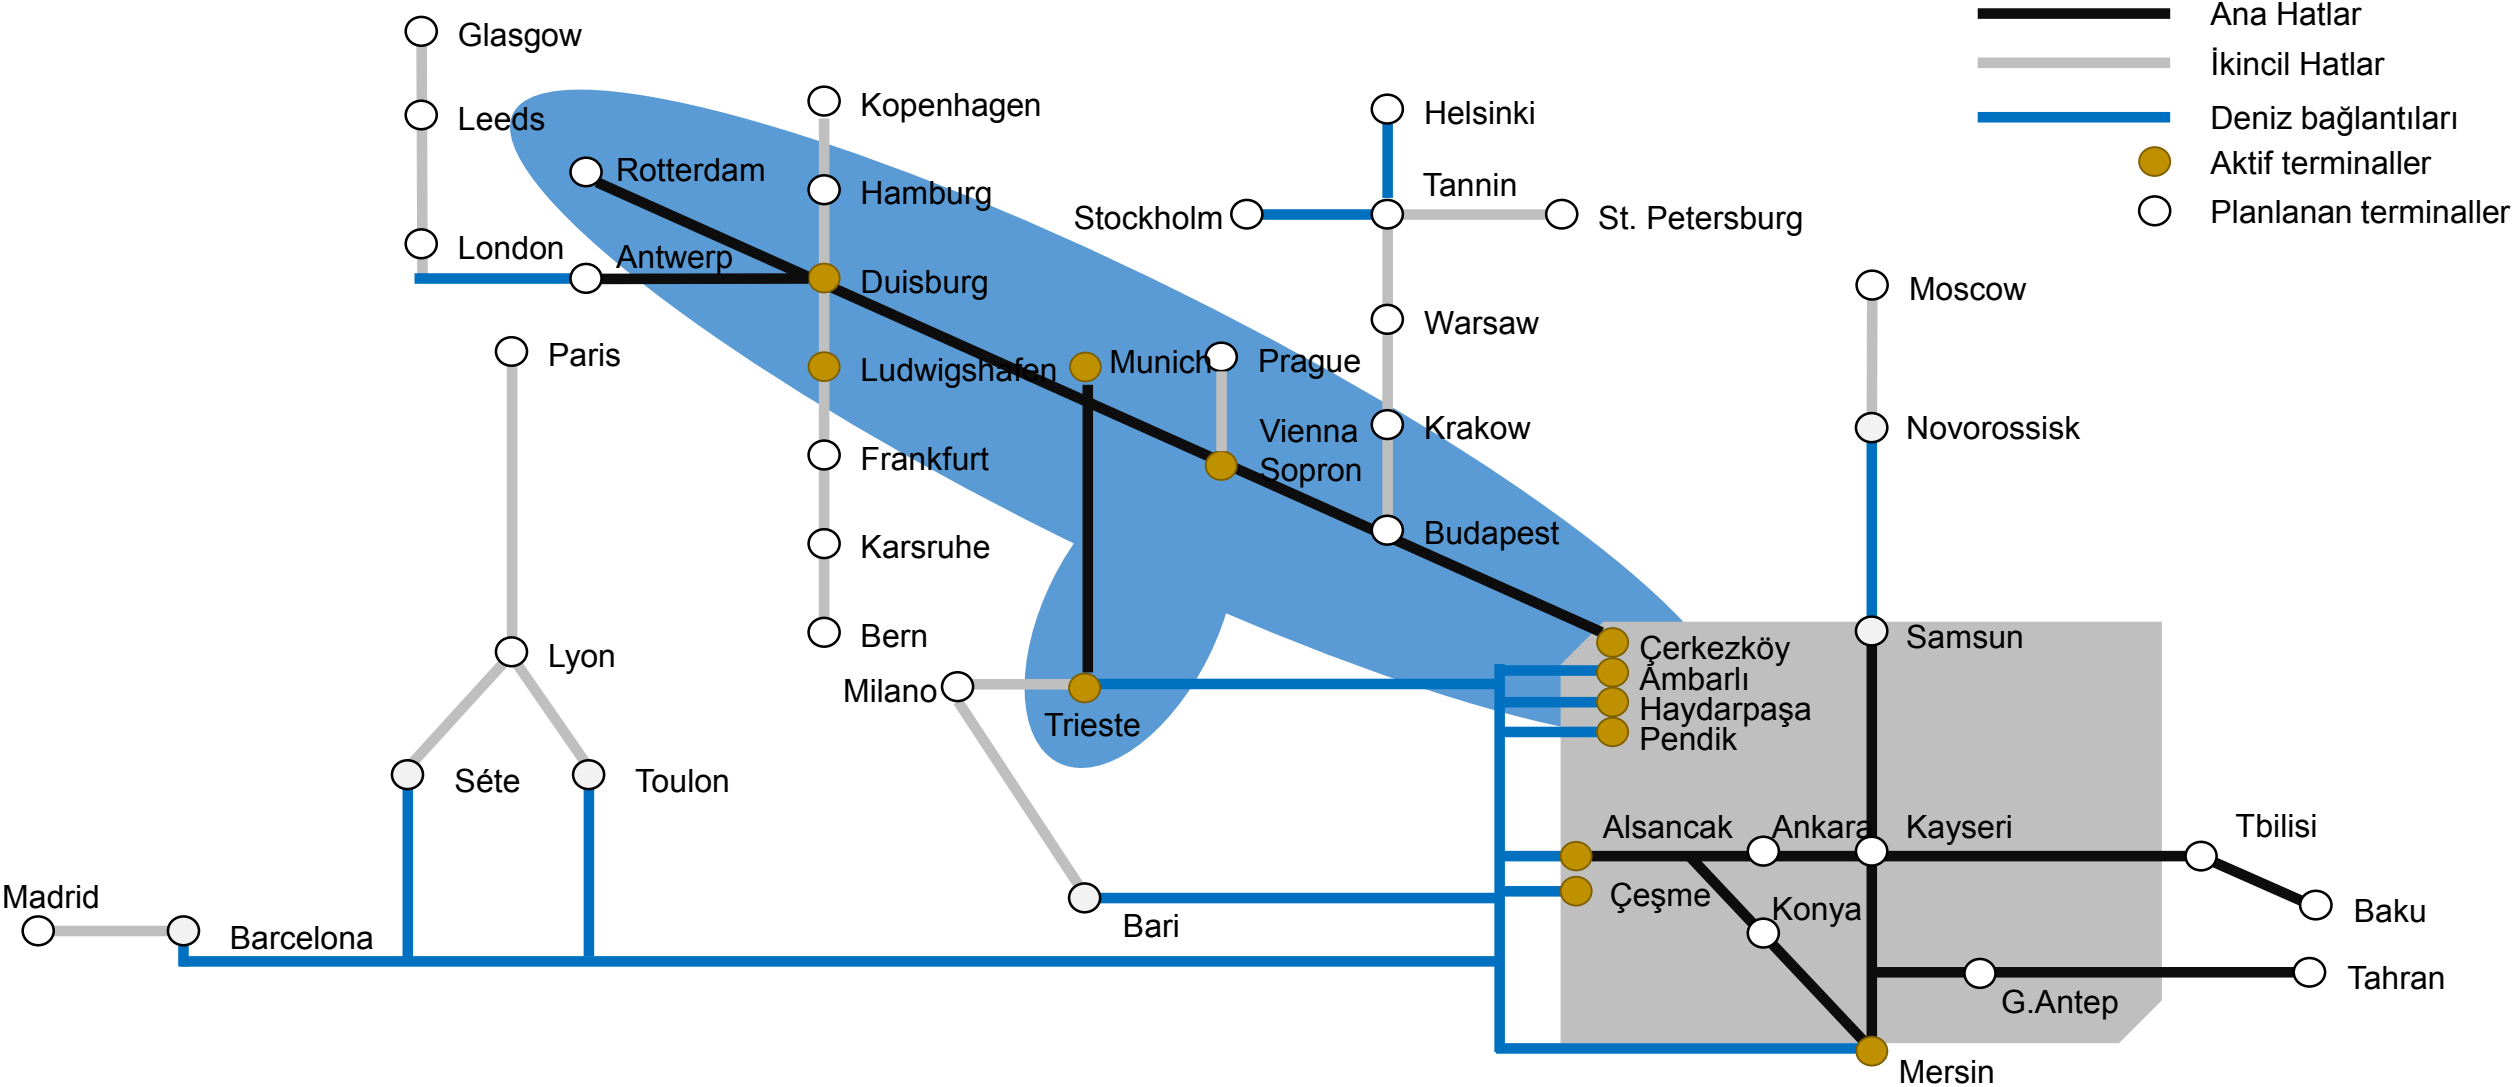 Ana Hatlar
Glasgow
İkincil Hatlar
Kopenhagen
Helsinki
Deniz bağlantıları
Leeds
Aktif terminaller
Rotterdam
Tannin
Hamburg
Stockholm
St. Petersburg
Planlanan terminaller
London
Antwerp
Duisburg
Moscow
Warsaw
Paris
Ludwigshafen
Munich
Prague
Vienna
Sopron
Krakow
Novorossisk
Frankfurt
Budapest
Karsruhe
Bern
Samsun
Lyon
Çerkezköy
Ambarlı
Milano
Haydarpaşa
Trieste
Pendik
Séte
Toulon
Alsancak
Ankara
Kayseri
Tbilisi
Madrid
Çeşme
Konya
Baku
Barcelona
Bari
Tahran
G.Antep
Mersin